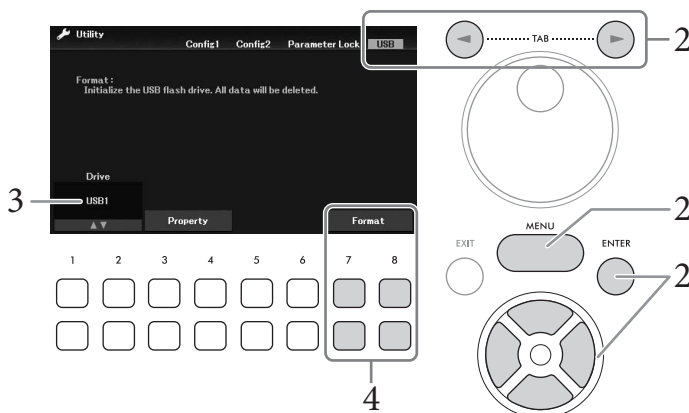 Utility
Config1 Config2 Parameter Lock USB
TAB
2
Format :
Initialize the USB flash drive. All data will be deleted.
Drive
USB1
3
Property
Format
MENU
2
EXIT
ENTER
2
1 2 3 4 5 6 7 8
4